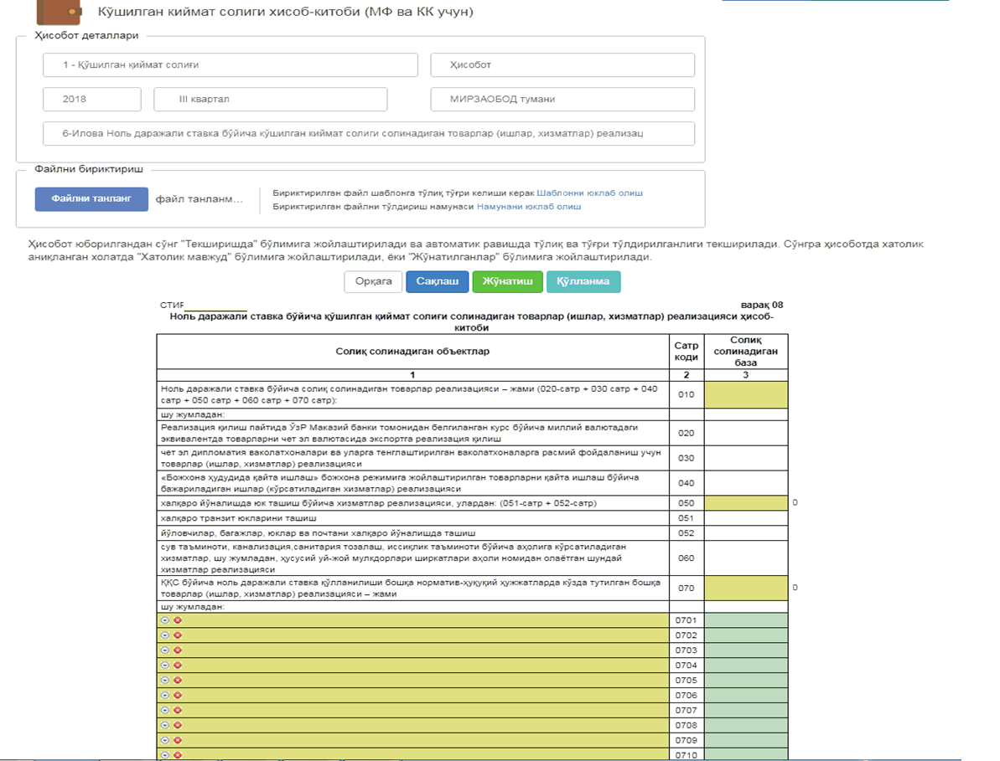 Кўшилган киймат солиги хисоб-китоби (МФ ва КК учун)
Ҳисобот деталлари
1 - Қўшилган қиймат солиғи
Ҳисобот
2018
III квартал
МИРЗАОБОД тумани
6-Илова Ноль даражали ставка бўйича кўшилган киймат солиги солинадиган товарлар (ишлар, хизматлар) реализац
Файлни бириктириш
Файлни танланг
файл танланм...
Бириктирилган файл шаблонга тўлиқ тўғри келиши керак Шаблонни юклаб олиш
Бириктирилган файлни тўлдириш намунаси Намунани юклаб олиш
Ҳисобот юборилгандан сўнг "Текширишда" бўлимига жойлаштирилади ва автоматик равишда тўлиқ ва тўғри тўлдирилганлиги текширилади. Сўнгра ҳисоботда хатолик
аниқланган холатда "Хатолик мавжуд" бўлимига жойлаштирилади, ёки "Жўнатилганлар" бўлимига жойлаштирилади.
Орқага
Сақлаш
Жўнатиш
Қўлланма
СТИР
варақ 08
Ноль даражали ставка бўйича қўшилган қиймат солиғи солинадиган товарлар (ишлар, хизматлар) реализацияси ҳисоб-
китоби
Солиқ солинадиган объектлар
Сатр
коди
Солиқ
солинадиган
база
1
2
3
Ноль даражали ставка бўйича солиқ солинадиган товарлар реализацияси – жами (020-сатр + 030 сатр + 040
сатр + 050 сатр + 060 сатр + 070 сатр):
010
шу жумладан:
Реализация қилиш пайтида ЎзР Маказий банки томонидан белгиланган курс бўйича миллий валютадаги
эквивалентда товарларни чет эл валютасида экспортга реализация қилиш
020
чет эл дипломатия ваколатхоналари ва уларга тенглаштирилган ваколатхоналарга расмий фойдаланиш учун
товарлар (ишлар, хизматлар) реализацияси
030
«Божхона ҳудудида қайта ишлаш» божхона режимига жойлаштирилган товарларни қайта ишлаш бўйича
бажариладиган ишлар (кўрсатиладиган хизматлар) реализацияси
040
халқаро йўналишда юк ташиш бўйича хизматлар реализацияси, улардан: (051-сатр + 052-сатр)
050
0
халқаро транзит юкларини ташиш
051
йўловчилар, багажлар, юклар ва почтани халқаро йўналишда ташиш
052
сув таъминоти, канализация,санитария тозалаш, иссиқлик таъминоти бўйича аҳолига кўрсатиладиган
хизматлар, шу жумладан, ҳусусий уй-жой мулкдорлари ширкатлари аҳоли номидан олаётган шундай
хизматлар реализацияси
060
ҚҚС бўйича ноль даражали ставка қўлланилиши бошқа норматив-ҳуқуқий ҳужжатларда кўзда тутилган бошқа
товарлар (ишлар, хизматлар) реализацияси – жами
070
0
шу жумладан:
0701
0702
0703
0704
0705
0706
0707
0708
0709
0710